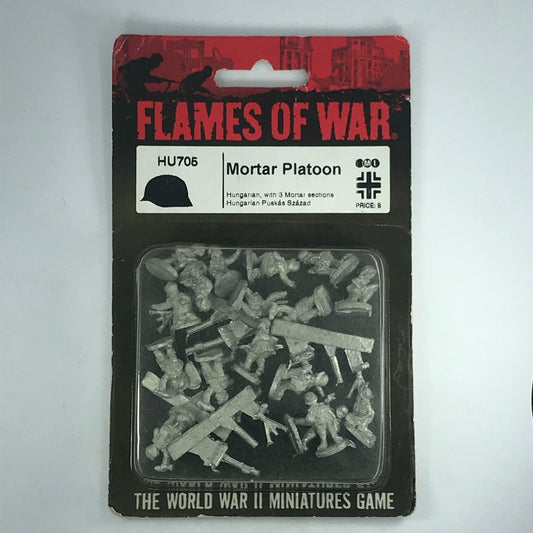 FLAMES OF WAR®
HU705
Mortar Platoon
Hungarian, with 3 Mortar sections
Hungarian Puskás Század
PRICE: B
THE WORLD WAR II MINIATURES GAME